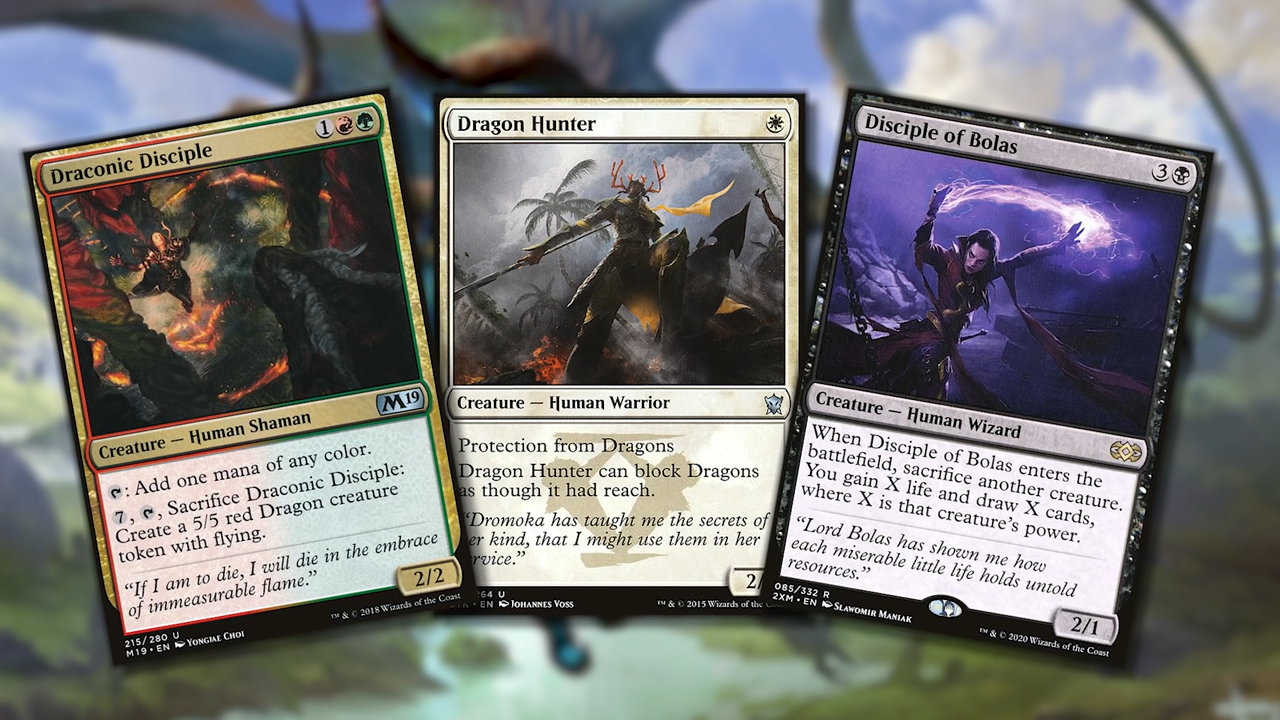 Draconic Disciple
1
M19
Creature — Human Shaman
: Add one mana of any color.
7, , Sacrifice Draconic Disciple:
Create a 5/5 red Dragon creature
token with flying.
“If I am to die, I will die in the embrace
of immeasurable flame.”
2/2
215/280 U
M19 • EN Yongjae Choi
™ & © 2018 Wizards of the Coast
Dragon Hunter
Creature — Human Warrior
Protection from Dragons
Dragon Hunter can block Dragons
as though it had reach.
“Dromoka has taught me the secrets of
er kind, that I might use them in her
rvice.”
2/
264 U
EN Johannes Voss
™ & © 2015 Wizards of the
Disciple of Bolas
3
Creature — Human Wizard
When Disciple of Bolas enters the
battlefield, sacrifice another creature.
You gain X life and draw X cards,
where X is that creature’s power.
“Lord Bolas has shown me how
each miserable little life holds untold
resources.”
2/1
085/332 R
2XM • EN Slawomir Maniak
™ & © 2020 Wizards of the Coast